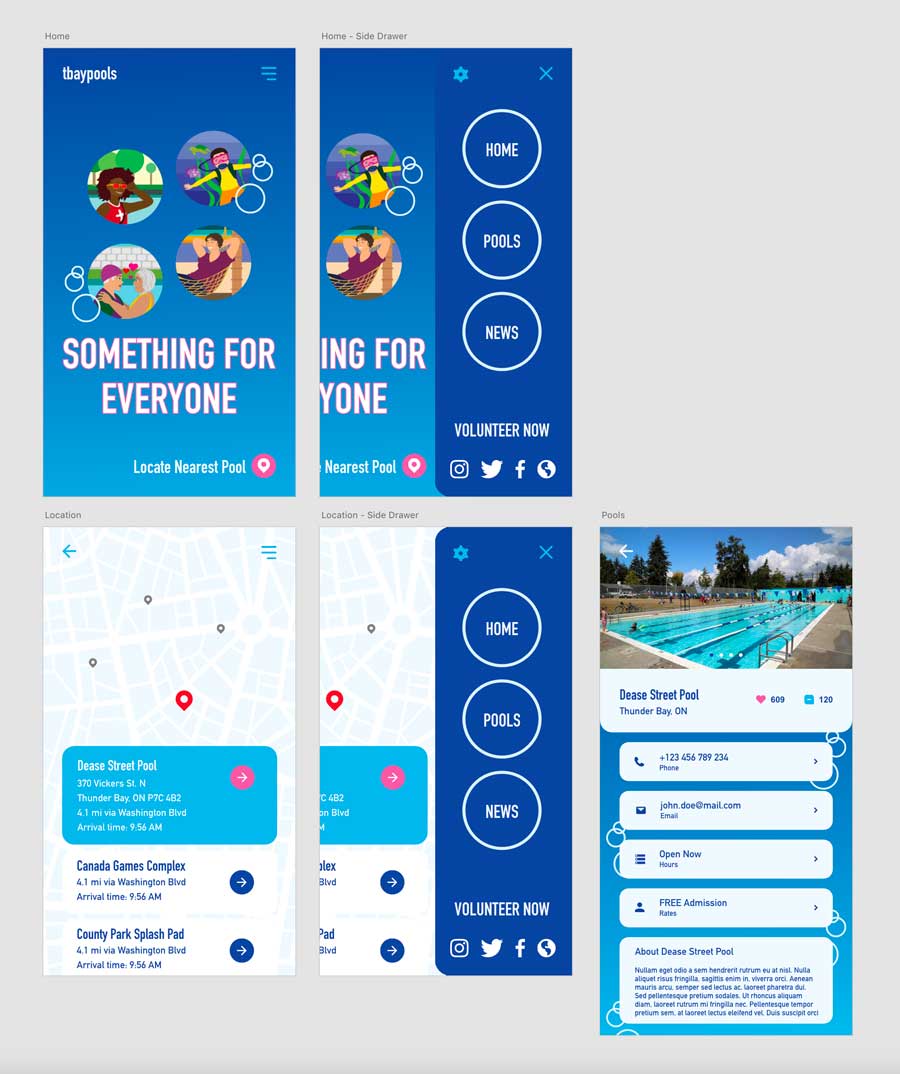 Home
tbaypools
SOMETHING FOR
EVERYONE
Locate Nearest Pool
Home - Side Drawer
ING FOR
YONE
e Nearest Pool
HOME
POOLS
NEWS
VOLUNTEER NOW
Location
Dease Street Pool
370 Vickers St. N
Thunder Bay, ON P7C 4B2
4.1 mi via Washington Blvd
Arrival time: 9:56 AM
Canada Games Complex
4.1 mi via Washington Blvd
Arrival time: 9:56 AM
County Park Splash Pad
4.1 mi via Washington Blvd
Arrival time: 9:56 AM
Location - Side Drawer
7C 4B2
on Blvd
M
plex
Blvd
M
Pad
Blvd
M
HOME
POOLS
NEWS
VOLUNTEER NOW
Pools
Dease Street Pool
Thunder Bay, ON
609
120
+123 456 789 234
Phone
john.doe@mail.com
Email
Open Now
Hours
FREE Admission
Rates
About Dease Street Pool
Nullam eget odio a sem hendrerit rutrum eu at nisl. Nulla
aliquet risus fringilla, sagittis enim in, viverra orci. Aenean
mauris arcu, semper sed lectus ac, laoreet pharetra dui.
Sed pellentesque pretium sodales. Ut rhoncus aliquam
diam, laoreet rutrum mi fringilla nec. Pellentesque tempor
pretium sem, at laoreet lectus eleifend vel. Duis suscipit orci